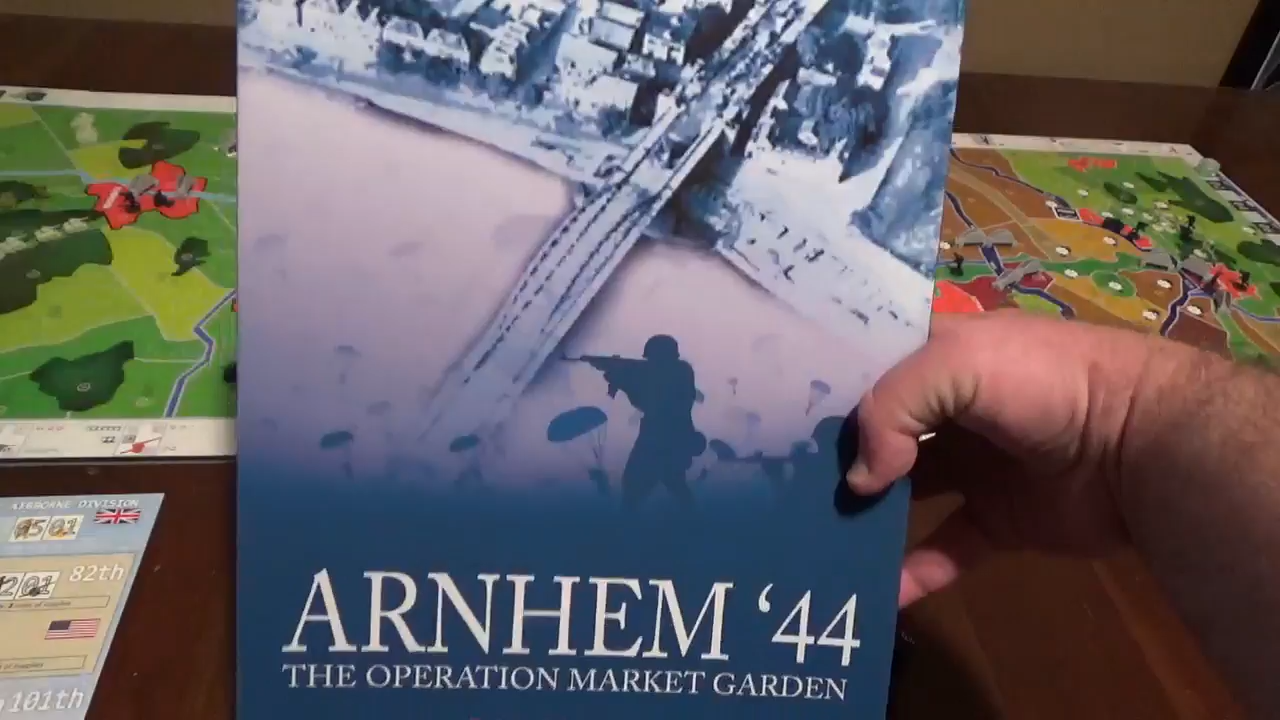 AIRBORNE DIVISION
82th
101th
ARNHEM ‘44
THE OPERATION MARKET GARDEN